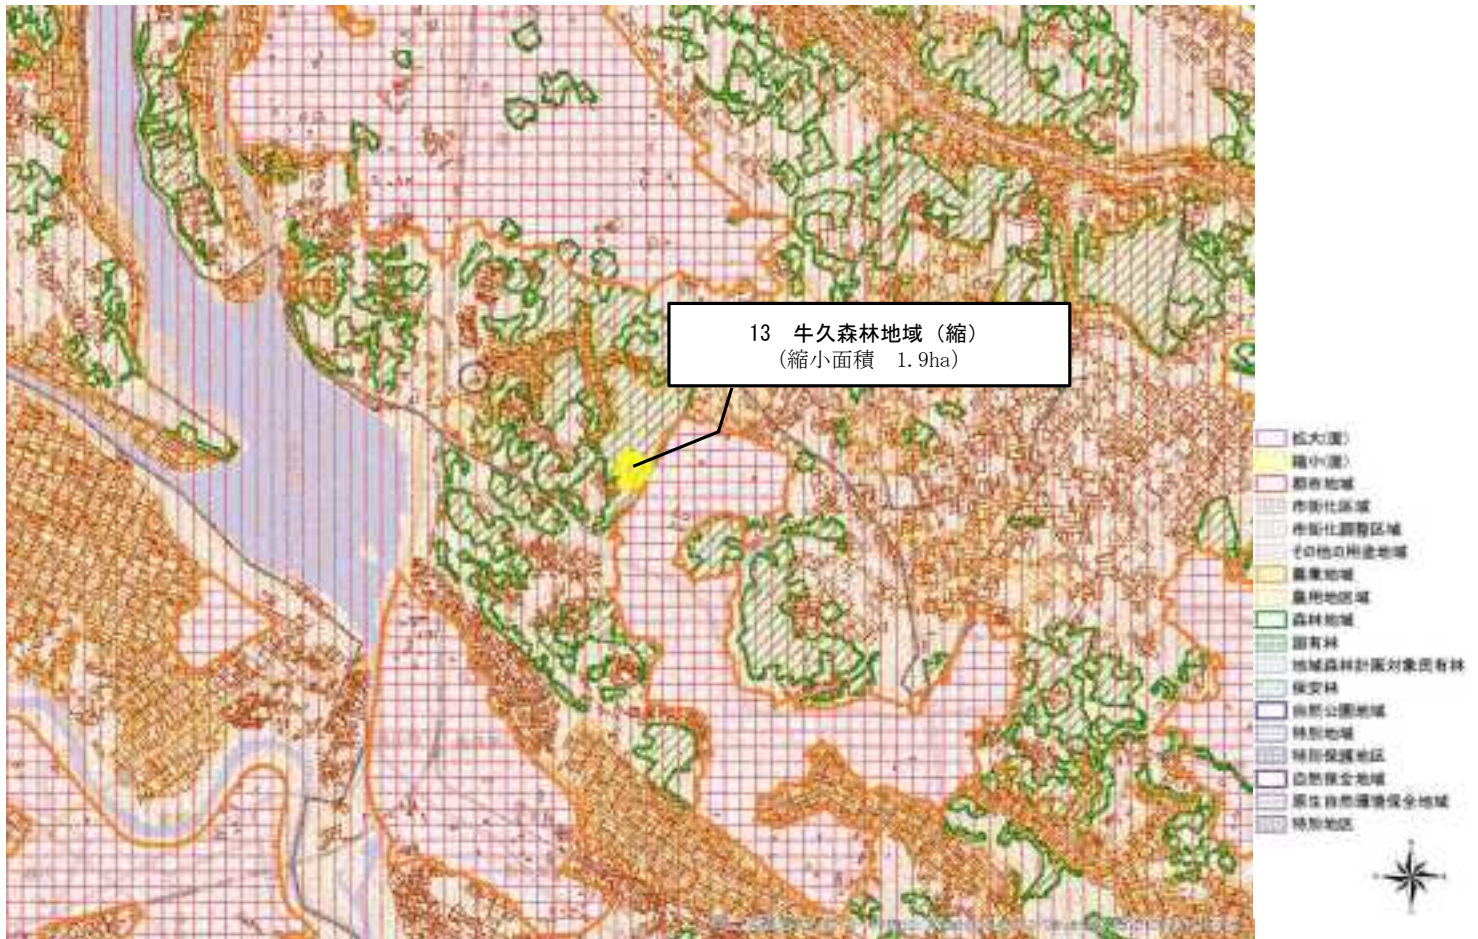 13 牛久森林地域（縮）
（縮小面積 1.9ha）
拡大(面)
縮小(面)
都市地域
市街化区域
市街化調整区域
その他の用途地域
農業地域
農用地区域
森林地域
国有林
地域森林計画対象民有林
保安林
自然公園地域
特別地域
特別保護地区
自然保全地域
原生自然環境保全地域
特別地区